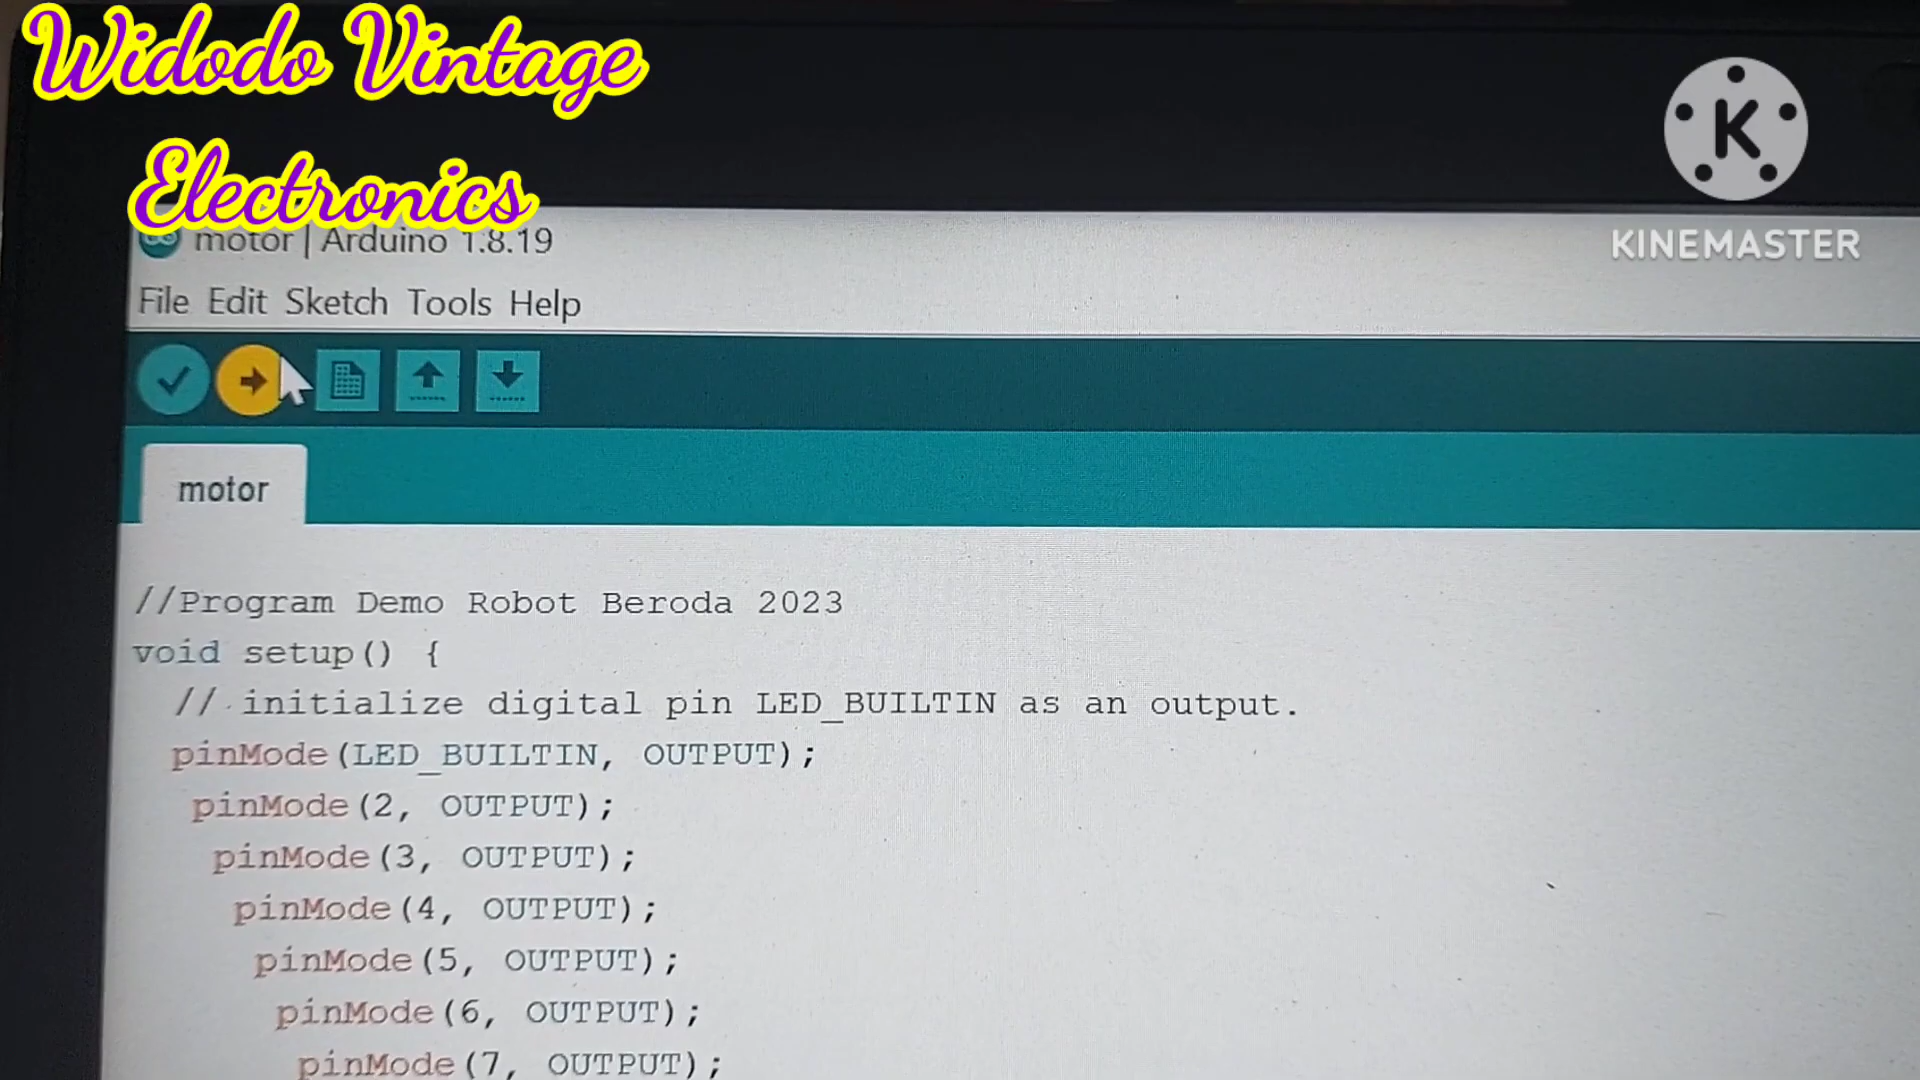 Widodo Vintage
Electronics
K
KINEMASTER
motor | Arduino 1.8.19
File Edit Sketch Tools Help
motor
//Program Demo Robot Beroda 2023
void setup() {
// initialize digital pin LED_BUILTIN as an output.
pinMode(LED_BUILTIN, OUTPUT);
pinMode(2, OUTPUT);
pinMode(3, OUTPUT);
pinMode(4, OUTPUT);
pinMode(5, OUTPUT);
pinMode(6, OUTPUT);
pinMode(7, OUTPUT);